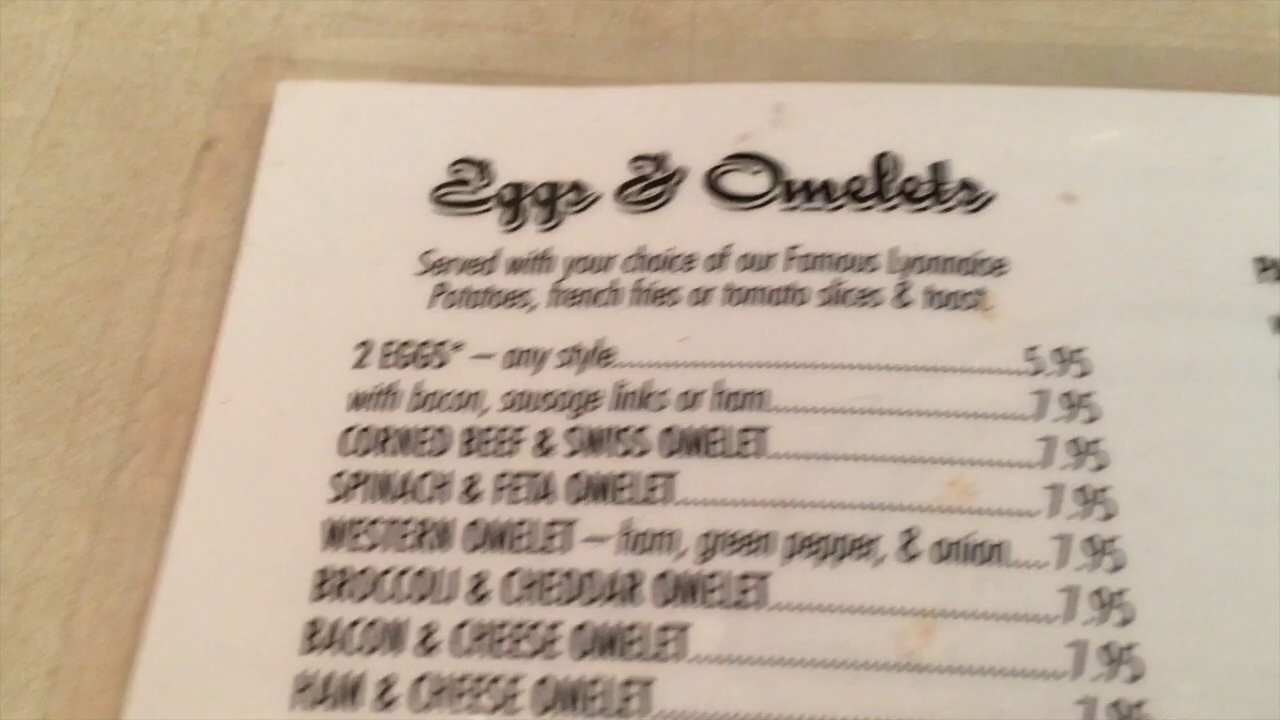 Eggs & Omelets
Served with your choice of our Famous Lyonnaise
Potatoes, french fries or tomato slices & toast.
2 EGGS* – any style..........5.95
with bacon, sausage links or ham..........7.95
CORNED BEEF & SWISS OMELET..........7.95
SPINACH & FETA OMELET..........7.95
WESTERN OMELET – ham, green pepper, & onion....7.95
BROCCOLI & CHEDDAR OMELET..........7.95
BACON & CHEESE OMELET..........7.95
HAM & CHEESE OMELET..........7.95